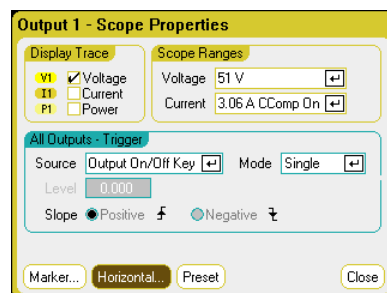 Output 1 - Scope Properties
Display Trace
V1 Voltage
I1 Current
P1 Power
Scope Ranges
Voltage 51 V
Current 3.06 A CComp On
All Outputs - Trigger
Source Output On/Off Key Mode Single
Level 0.000
Slope Positive Negative
Marker... Horizontal... Preset Close